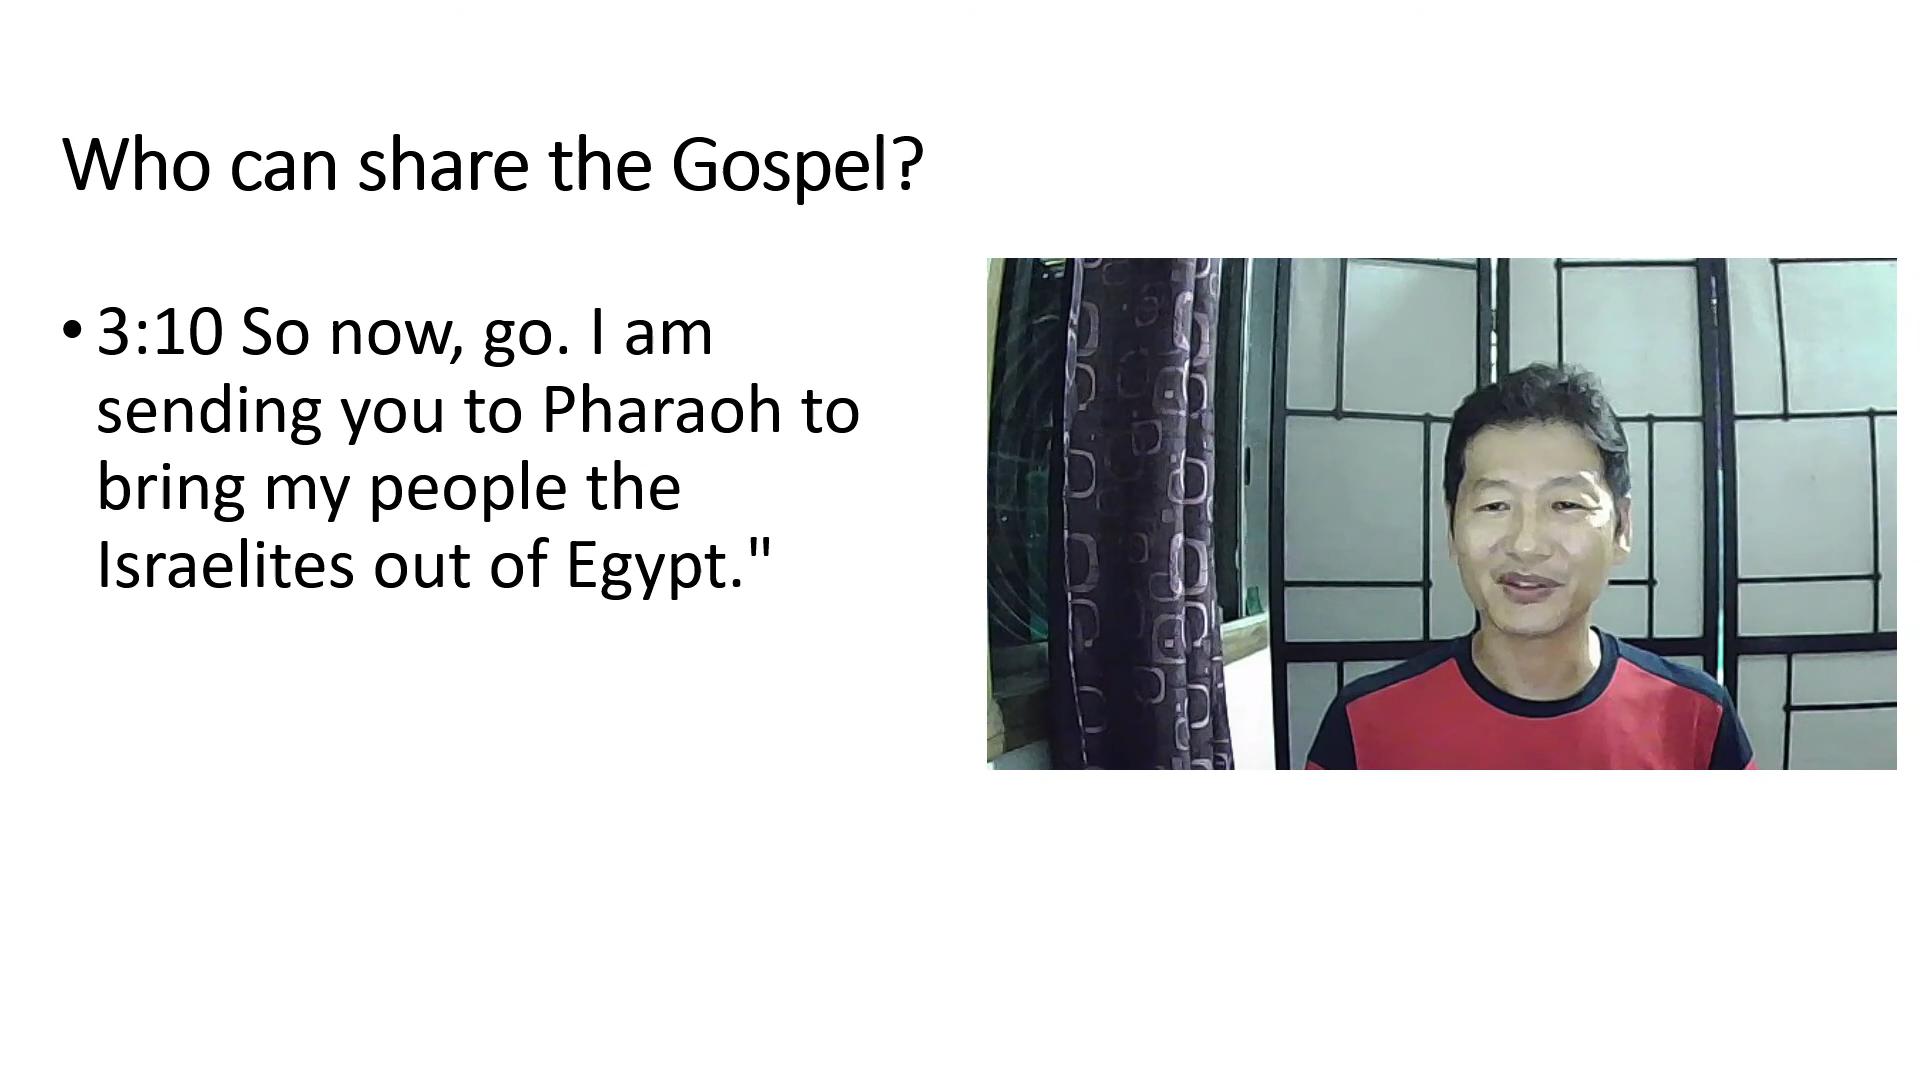 Who can share the Gospel?
• 3:10 So now, go. I am
sending you to Pharaoh to
bring my people the
Israelites out of Egypt."